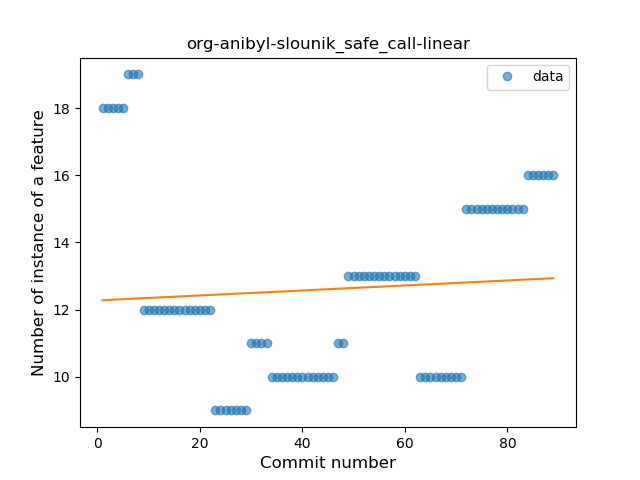 org-anibyl-slounik_safe_call-linear
data
Number of instance of a feature
18
16
14
12
10
0
20
40
60
80
Commit number